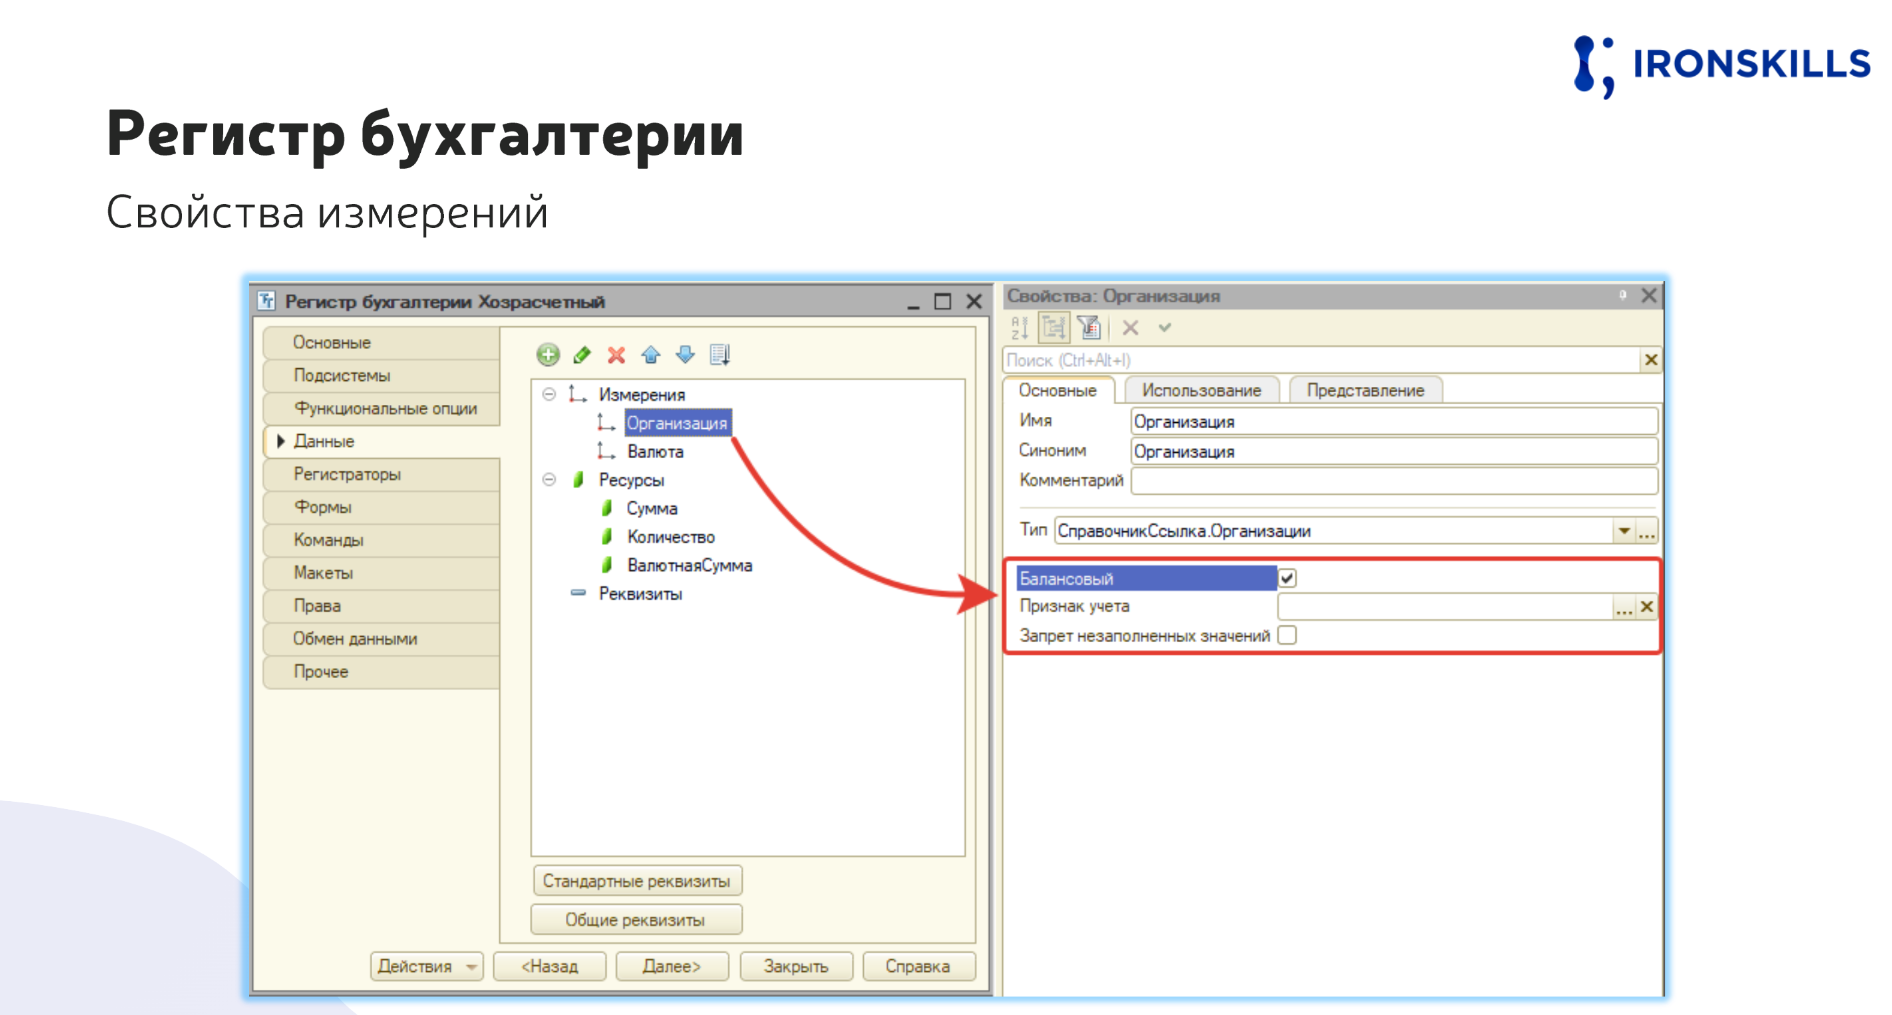 IRONSKILLS
Регистр бухгалтерии
Свойства измерений
Регистр бухгалтерии Хозрасчетный
Основные
Подсистемы
Функциональные опции
Данные
Регистраторы
Формы
Команды
Макеты
Права
Обмен данными
Прочее
Измерения
Организация
Валюта
Ресурсы
Сумма
Количество
ВалютнаяСумма
Реквизиты
Стандартные реквизиты
Общие реквизиты
Действия <Назад Далее> Закрыть Справка
Свойства: Организация
Поиск (Ctrl+Alt+I)
Основные Использование Представление
Имя Организация
Синоним Организация
Комментарий
Тип СправочникСсылка.Организации
Балансовый
Признак учета
Запрет незаполненных значений